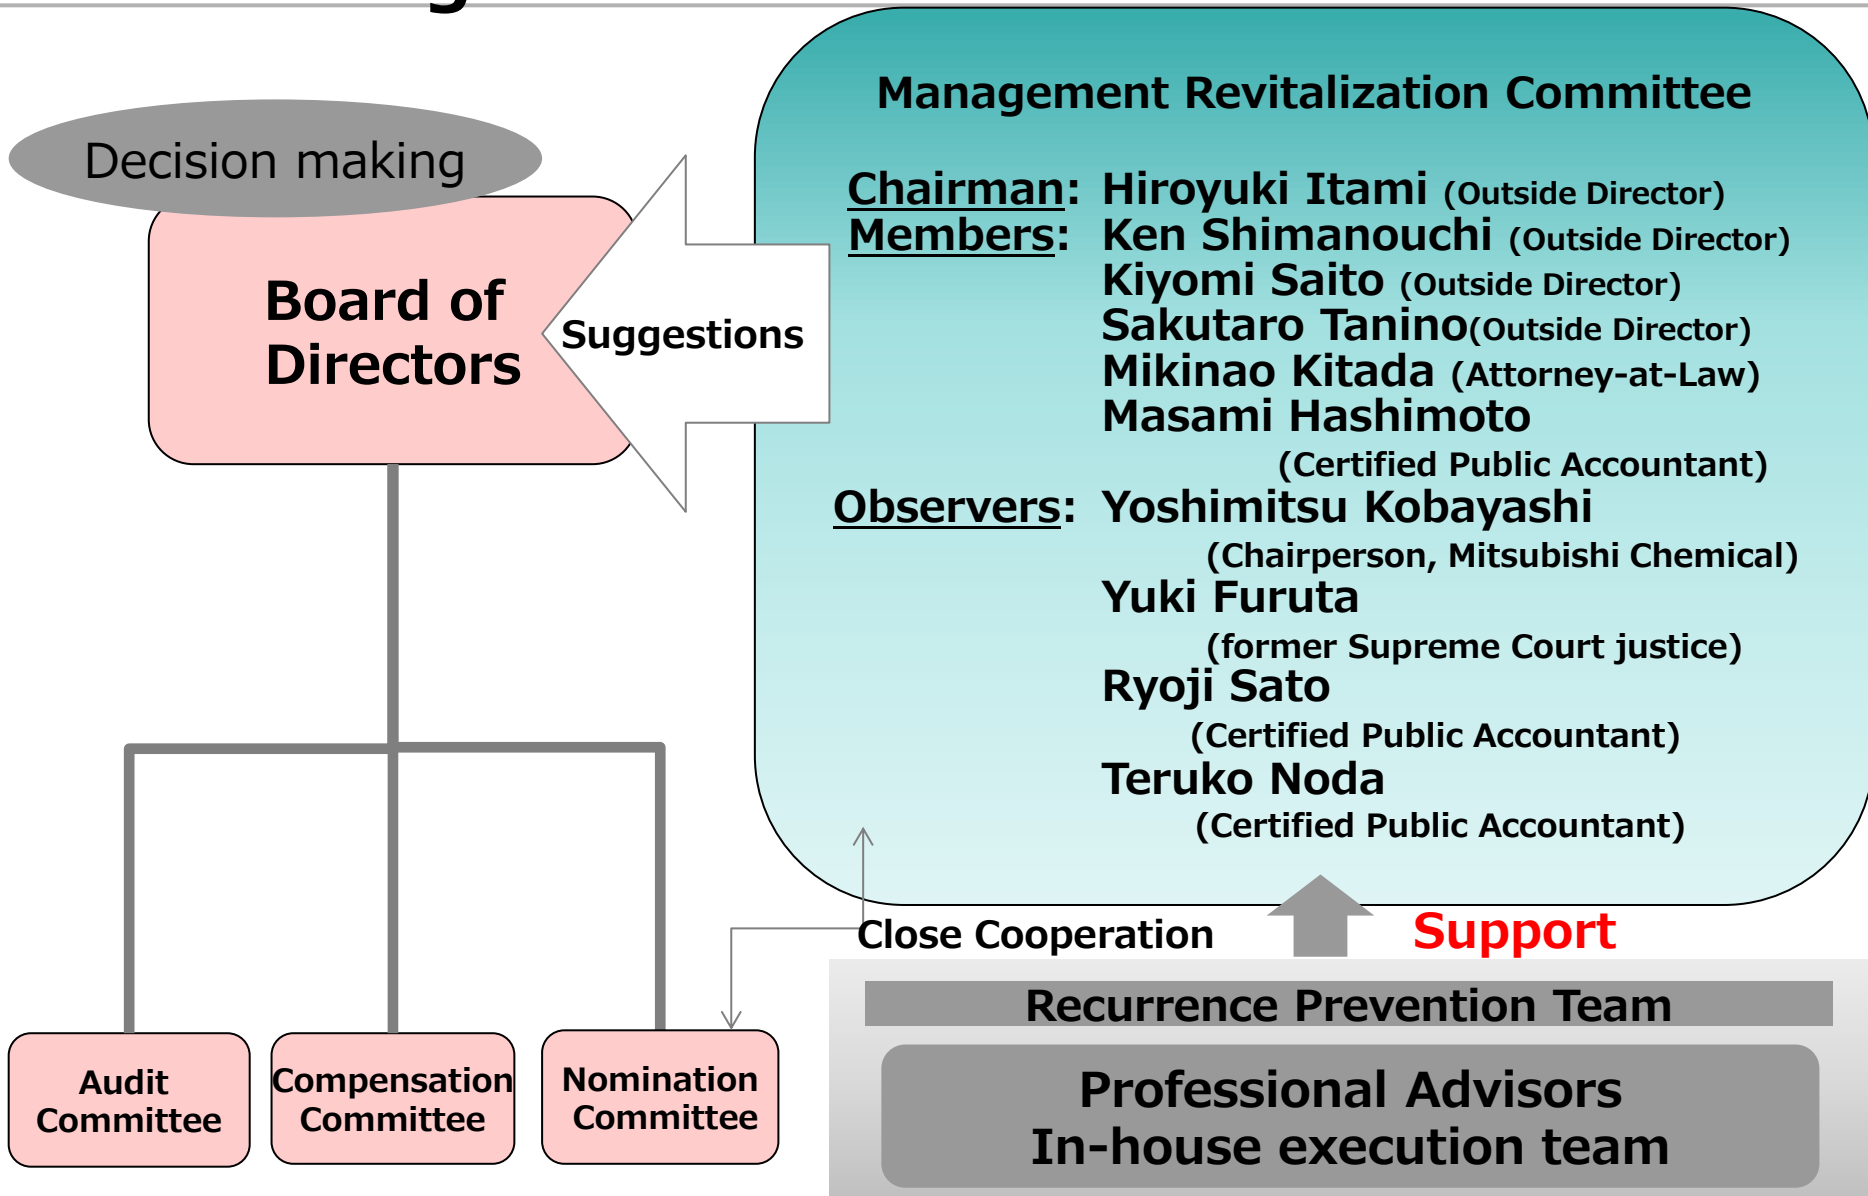 Decision making
Board of
Directors
Suggestions
Management Revitalization Committee
Chairman: Hiroyuki Itami (Outside Director)
Members: Ken Shimanouchi (Outside Director)
Kiyomi Saito (Outside Director)
Sakutaro Tanino(Outside Director)
Mikinao Kitada (Attorney-at-Law)
Masami Hashimoto
(Certified Public Accountant)
Observers: Yoshimitsu Kobayashi
(Chairperson, Mitsubishi Chemical)
Yuki Furuta
(former Supreme Court justice)
Ryoji Sato
(Certified Public Accountant)
Teruko Noda
(Certified Public Accountant)
Close Cooperation
Support
Recurrence Prevention Team
Professional Advisors
In-house execution team
Audit
Committee
Compensation
Committee
Nomination
Committee